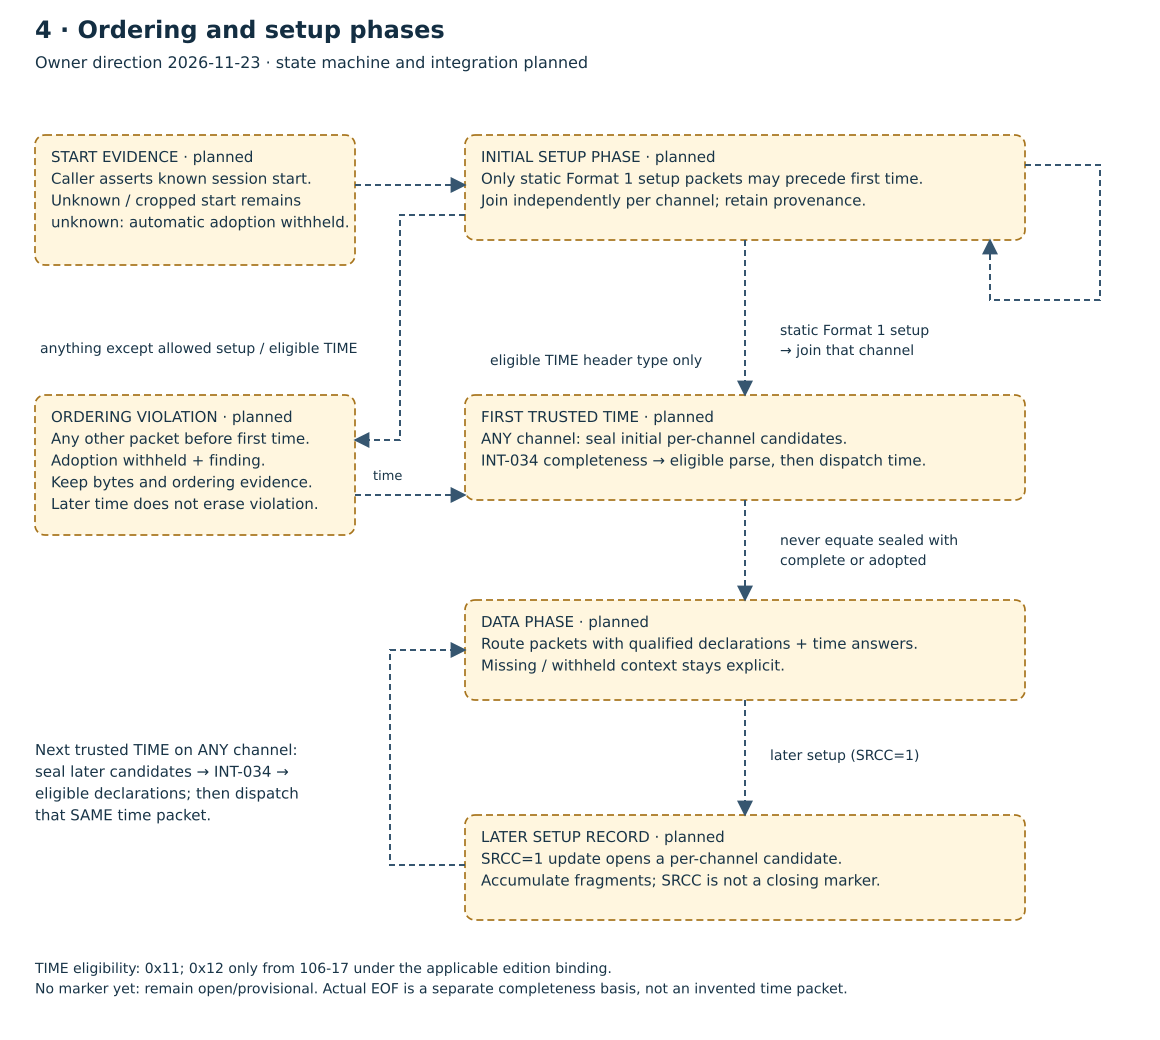 4 · Ordering and setup phases
Owner direction 2026-11-23 · state machine and integration planned
START EVIDENCE · planned
Caller asserts known session start.
Unknown / cropped start remains
unknown: automatic adoption withheld.
INITIAL SETUP PHASE · planned
Only static Format 1 setup packets may precede first time.
Join independently per channel; retain provenance.
anything except allowed setup / eligible TIME
eligible TIME header type only
static Format 1 setup
→ join that channel
ORDERING VIOLATION · planned
Any other packet before first time.
Adoption withheld + finding.
Keep bytes and ordering evidence.
Later time does not erase violation.
time
FIRST TRUSTED TIME · planned
ANY channel: seal initial per-channel candidates.
INT-034 completeness → eligible parse, then dispatch time.
never equate sealed with
complete or adopted
DATA PHASE · planned
Route packets with qualified declarations + time answers.
Missing / withheld context stays explicit.
Next trusted TIME on ANY channel:
seal later candidates → INT-034 →
eligible declarations; then dispatch
that SAME time packet.
later setup (SRCC=1)
LATER SETUP RECORD · planned
SRCC=1 update opens a per-channel candidate.
Accumulate fragments; SRCC is not a closing marker.
TIME eligibility: 0x11; 0x12 only from 106-17 under the applicable edition binding.
No marker yet: remain open/provisional. Actual EOF is a separate completeness basis, not an invented time packet.